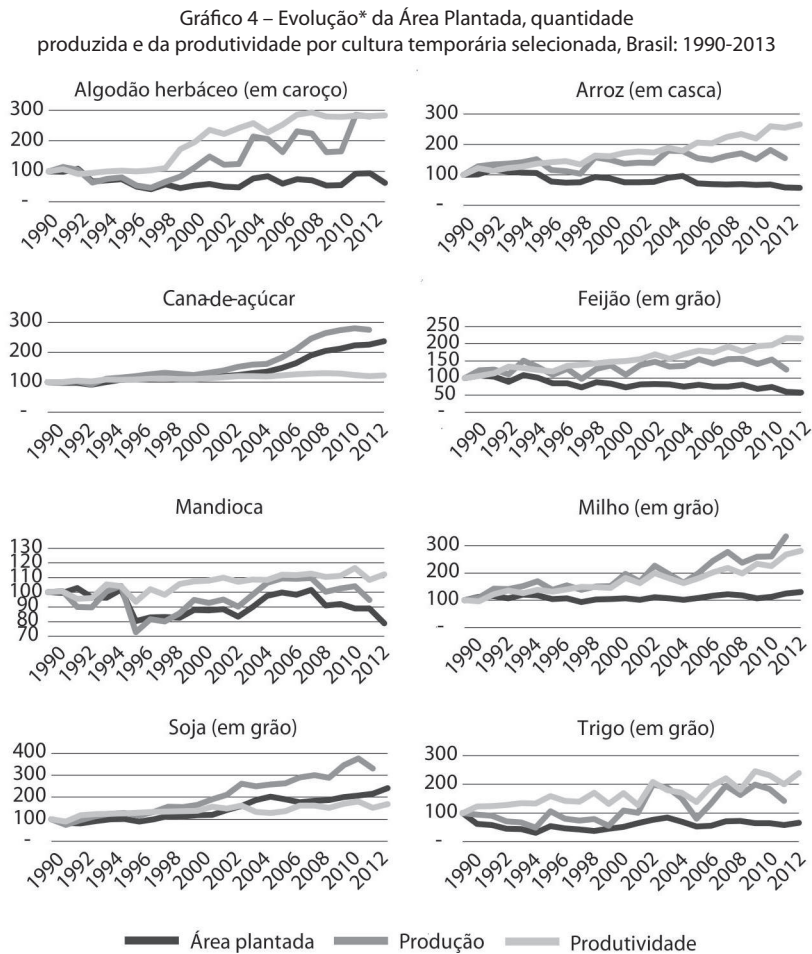 Gráfico 4 – Evolução* da Área Plantada, quantidade
produzida e da produtividade por cultura temporária selecionada, Brasil: 1990-2013
Algodão herbáceo (em caroço)
300
200
100
-
1990 1992 1994 1996 1998 2000 2002 2004 2006 2008 2010 2012
Arroz (em casca)
300
200
100
-
1990 1992 1994 1996 1998 2000 2002 2004 2006 2008 2010 2012
Cana-de-açúcar
300
200
100
-
1990 1992 1994 1996 1998 2000 2002 2004 2006 2008 2010 2012
Feijão (em grão)
250
200
150
100
50
-
1990 1992 1994 1996 1998 2000 2002 2004 2006 2008 2010 2012
Mandioca
130
120
110
100
90
80
70
1990 1992 1994 1996 1998 2000 2002 2004 2006 2008 2010 2012
Milho (em grão)
300
200
100
-
1990 1992 1994 1996 1998 2000 2002 2004 2006 2008 2010 2012
Soja (em grão)
400
300
200
100
-
1990 1992 1994 1996 1998 2000 2002 2004 2006 2008 2010 2012
Trigo (em grão)
300
200
100
-
1990 1992 1994 1996 1998 2000 2002 2004 2006 2008 2010 2012
Área plantada Produção Produtividade